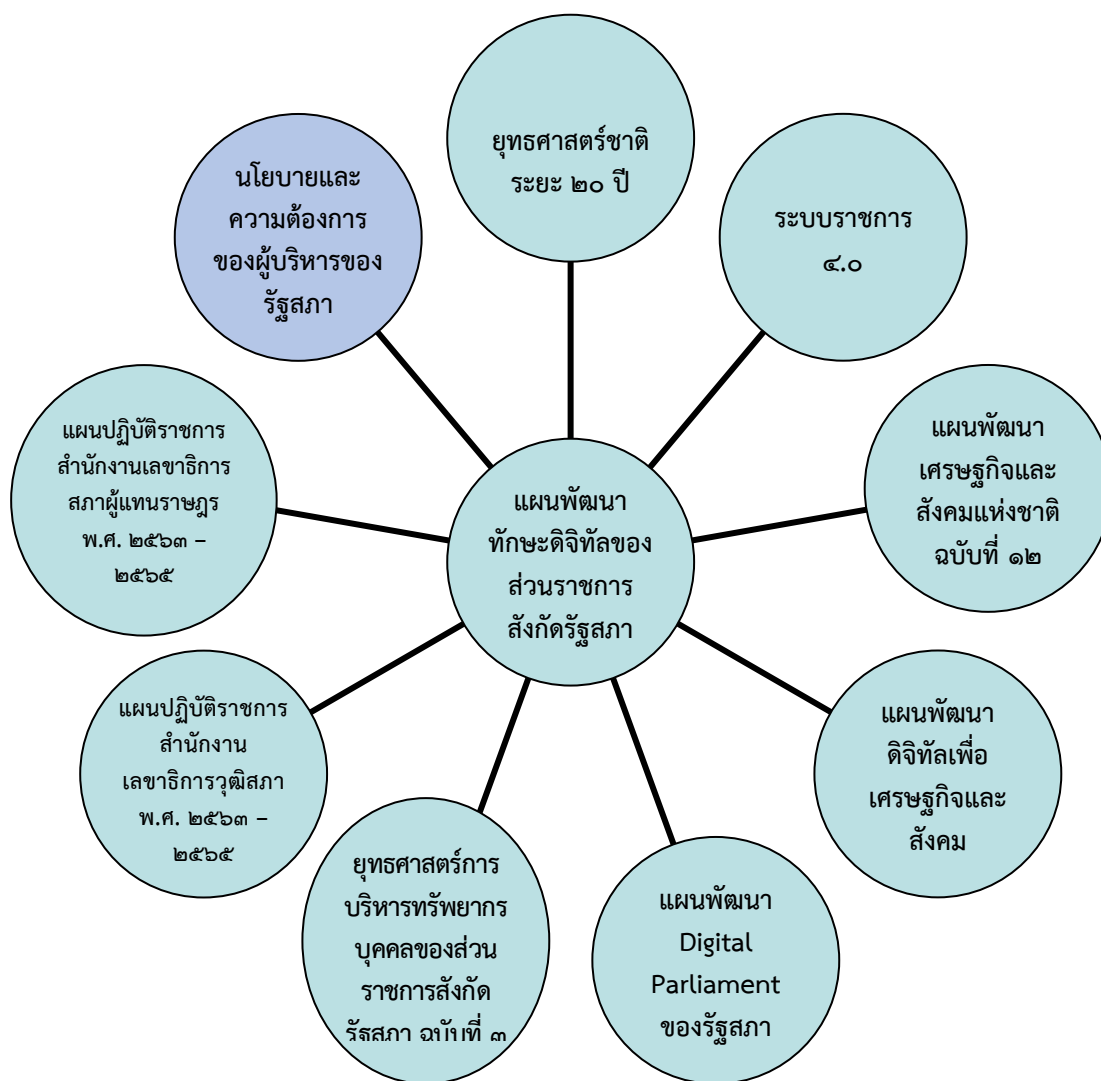 ยุทธศาสตร์ชาติ
ระยะ ๒๐ ปี
ระบบราชการ
๔.๐
แผนพัฒนา
เศรษฐกิจและ
สังคมแห่งชาติ
ฉบับที่ ๑๒
แผนพัฒนา
ดิจิทัลเพื่อ
เศรษฐกิจและ
สังคม
แผนพัฒนา
Digital
Parliament
ของรัฐสภา
ยุทธศาสตร์การ
บริหารทรัพยากร
บุคคลของส่วน
ราชการสังกัด
รัฐสภา ฉบับที่ ๓
แผนปฏิบัติราชการ
สำนักงาน
เลขาธิการวุฒิสภา
พ.ศ. ๒๕๖๓ –
๒๕๖๕
แผนปฏิบัติราชการ
สำนักงานเลขาธิการ
สภาผู้แทนราษฎร
พ.ศ. ๒๕๖๓ –
๒๕๖๕
นโยบายและ
ความต้องการ
ของผู้บริหารของ
รัฐสภา
แผนพัฒนา
ทักษะดิจิทัลของ
ส่วนราชการ
สังกัดรัฐสภา